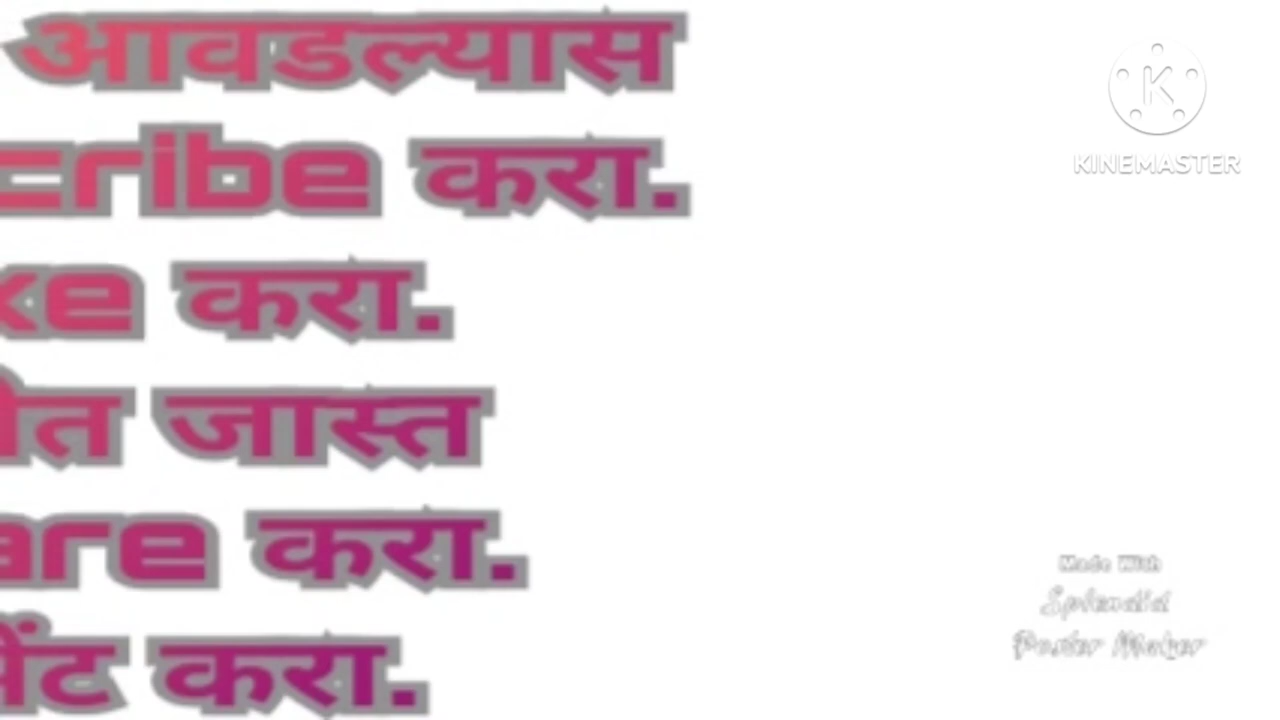 आवडल्यास
cribe करा.
ke करा.
त जास्त
are करा.
ेंट करा.
K
KINEMASTER
Made With
Splendid
Poster Maker